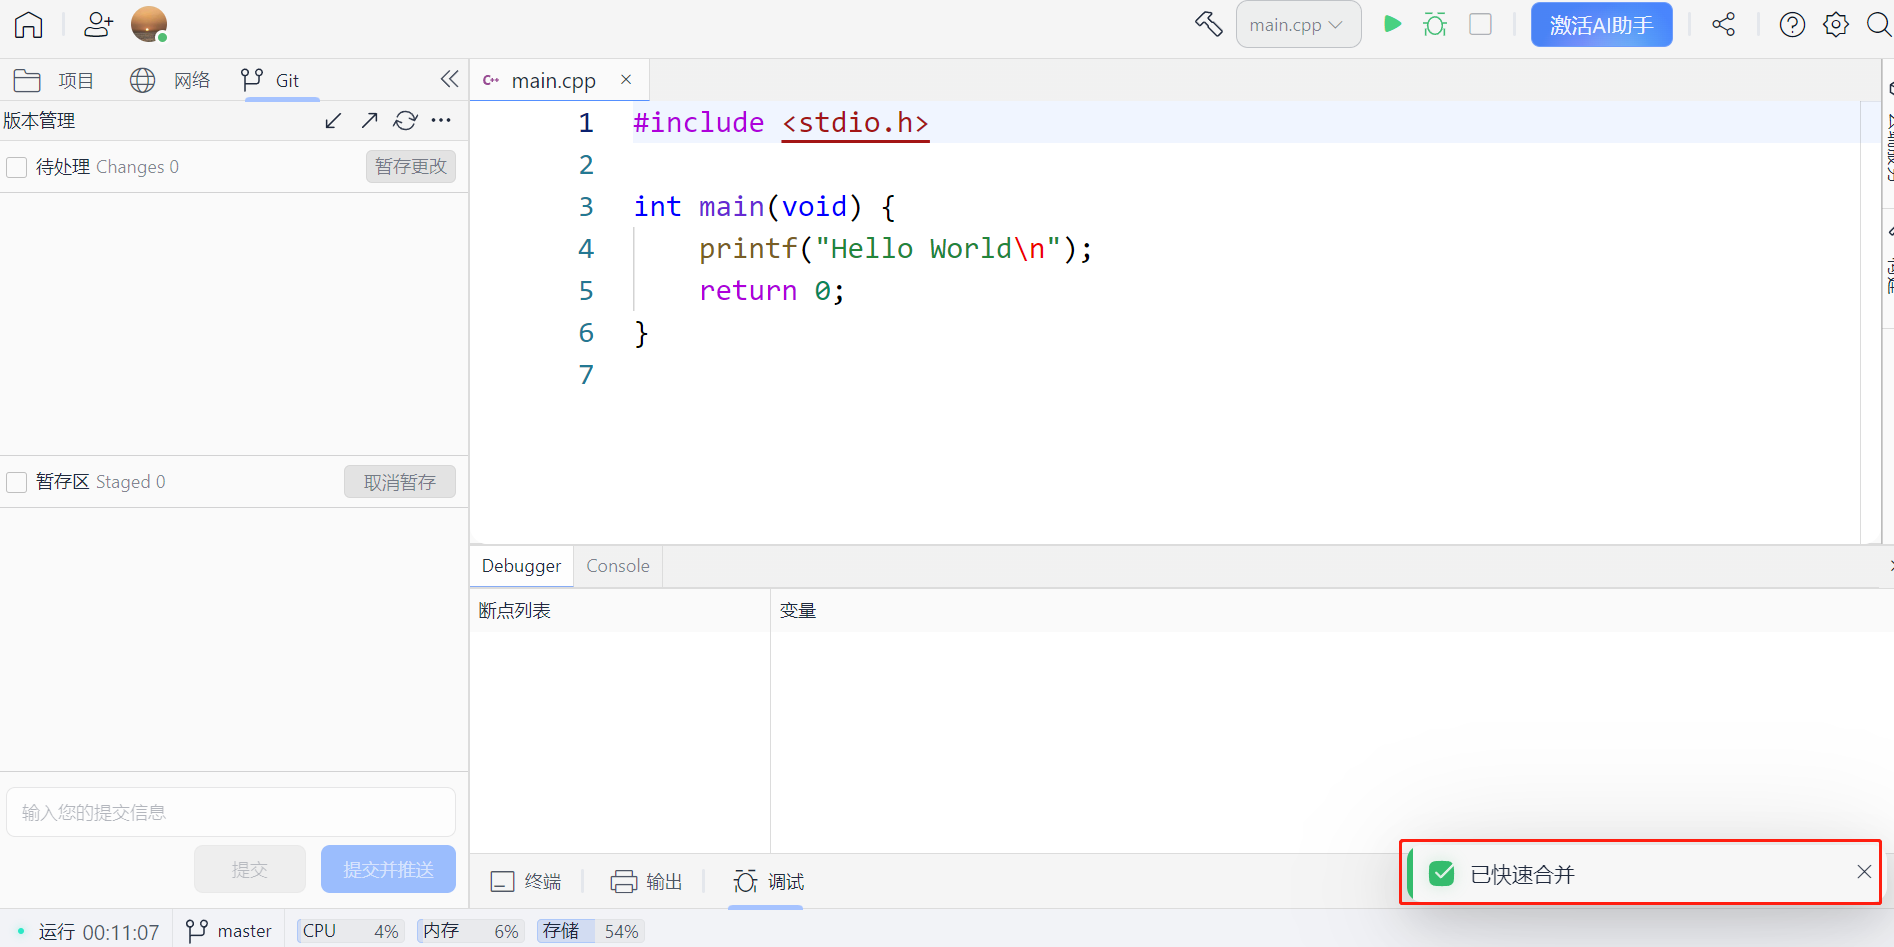 main.cpp
激活AI助手
项目 网络 Git
版本管理
待处理 Changes 0 暂存更改
暂存区 Staged 0 取消暂存
输入您的提交信息
提交 提交并推送
C++ main.cpp
1 #include <stdio.h>
2
3 int main(void) {
4 printf("Hello World\n");
5 return 0;
6 }
7
Debugger Console
断点列表 变量
终端 输出 调试
已快速合并
运行 00:11:07 master CPU 4% 内存 6% 存储 54%